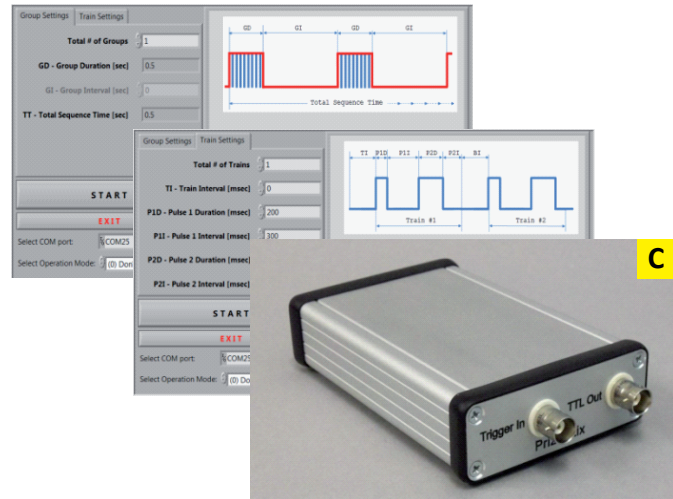 Group Settings Train Settings
Total # of Groups 1
GD - Group Duration [sec] 0.5
GI - Group Interval [sec] 0
TT - Total Sequence Time [sec] 0.5
START
EXIT
Select COM port: COM25
Select Operation Mode: (0) Don
GD GI GD GI
Total Sequence Time
Group Settings Train Settings
Total # of Trains 1
TI - Train Interval [msec] 0
P1D - Pulse 1 Duration [msec] 200
P1I - Pulse 1 Interval [msec] 300
P2D - Pulse 2 Duration [msec]
P2I - Pulse 2 Interval [msec]
START
EXIT
Select COM port: COM25
Select Operation Mode: (0) Do
TI P1D P1I P2D P2I
Train #1 Train #2
C
Trigger In TTL Out